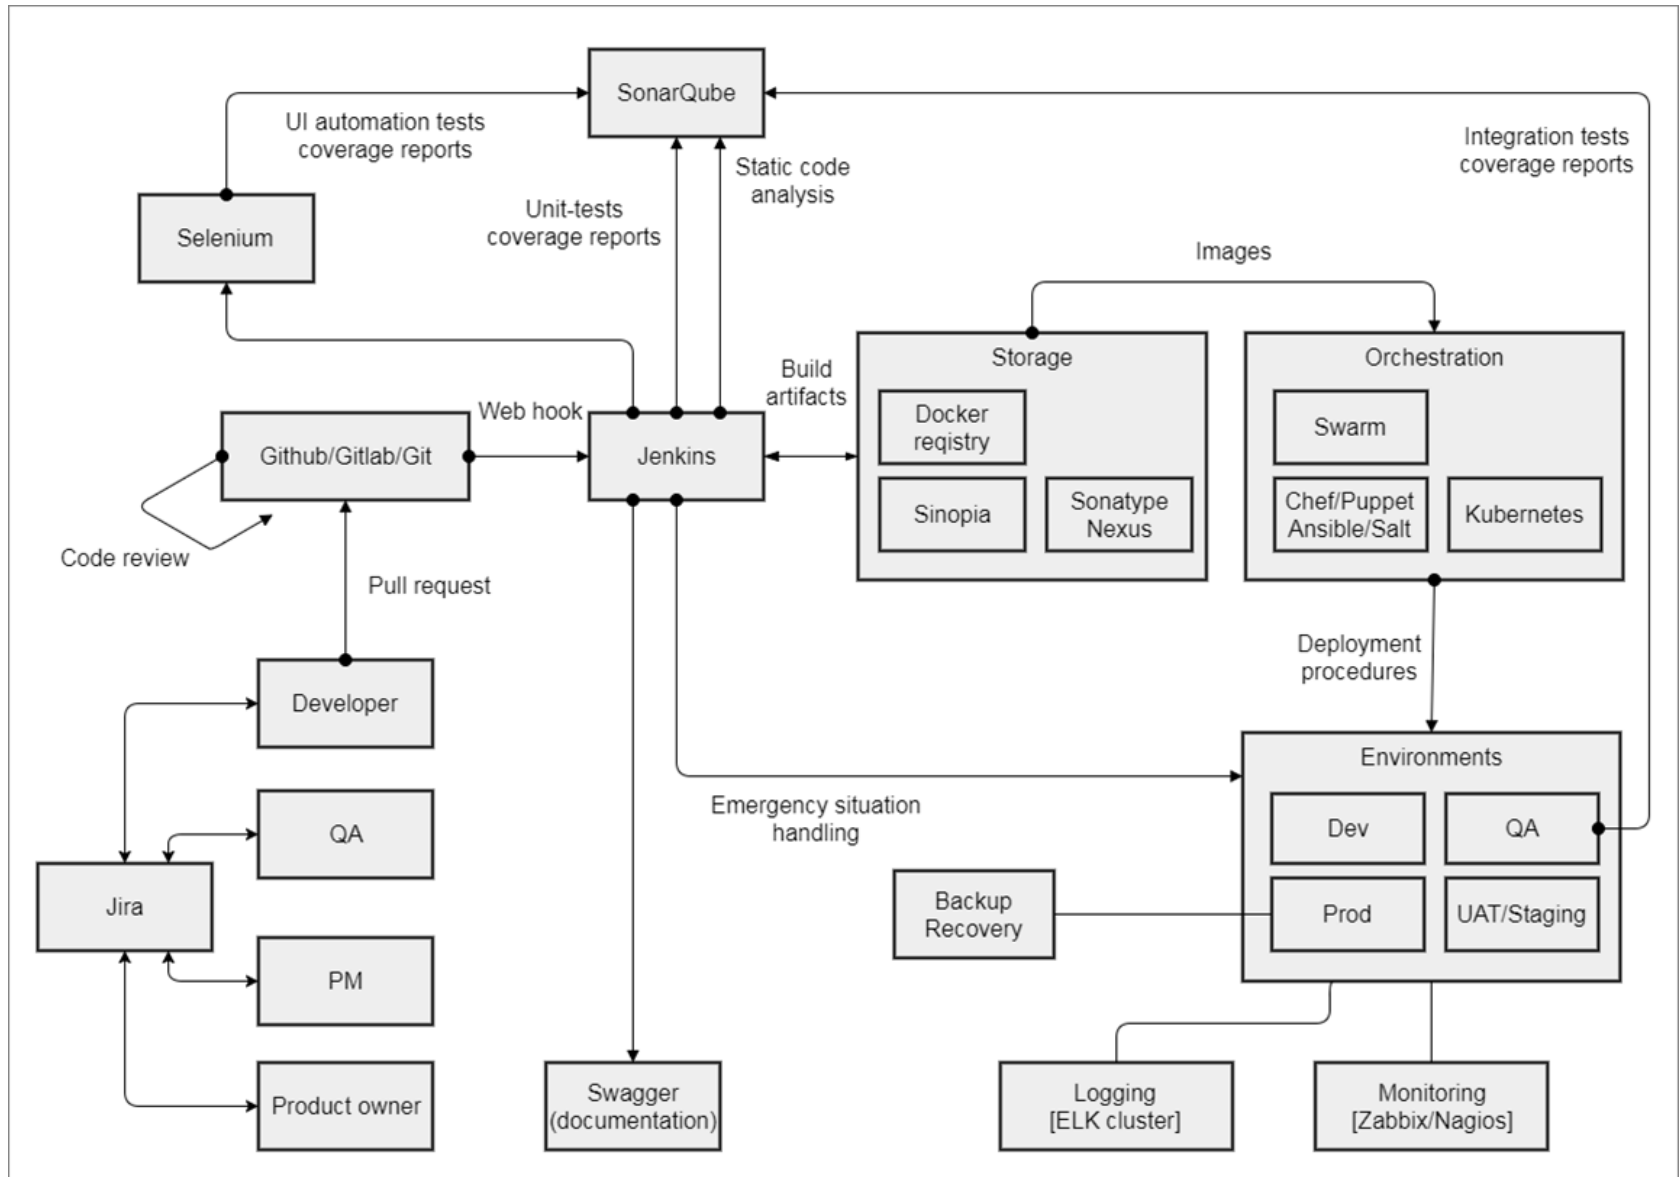 SonarQube
UI automation tests
coverage reports
Integration tests
coverage reports
Static code
analysis
Unit-tests
coverage reports
Selenium
Images
Build
artifacts
Storage
Docker
reqistry
Sinopia
Sonatype
Nexus
Orchestration
Swarm
Chef/Puppet
Ansible/Salt
Kubernetes
Web hook
Github/Gitlab/Git
Jenkins
Code review
Pull request
Deployment
procedures
Developer
QA
Jira
PM
Product owner
Emergency situation
handling
Environments
Dev
QA
Prod
UAT/Staging
Backup
Recovery
Swagger
(documentation)
Logging
[ELK cluster]
Monitoring
[Zabbix/Nagios]